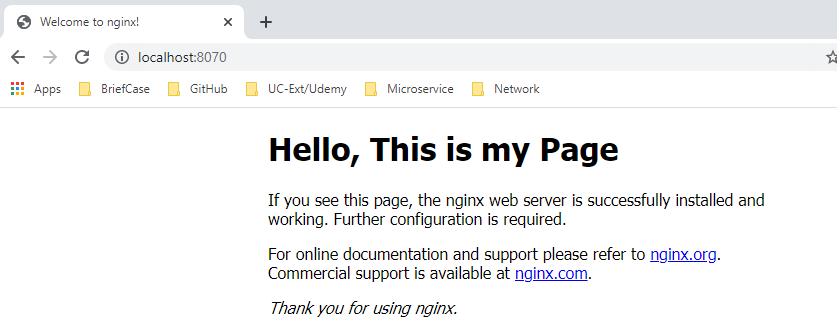 Welcome to nginx!
localhost:8070
Apps BriefCase GitHub UC-Ext/Udemy Microservice Network
Hello, This is my Page
If you see this page, the nginx web server is successfully installed and
working. Further configuration is required.
For online documentation and support please refer to nginx.org.
Commercial support is available at nginx.com.
Thank you for using nginx.